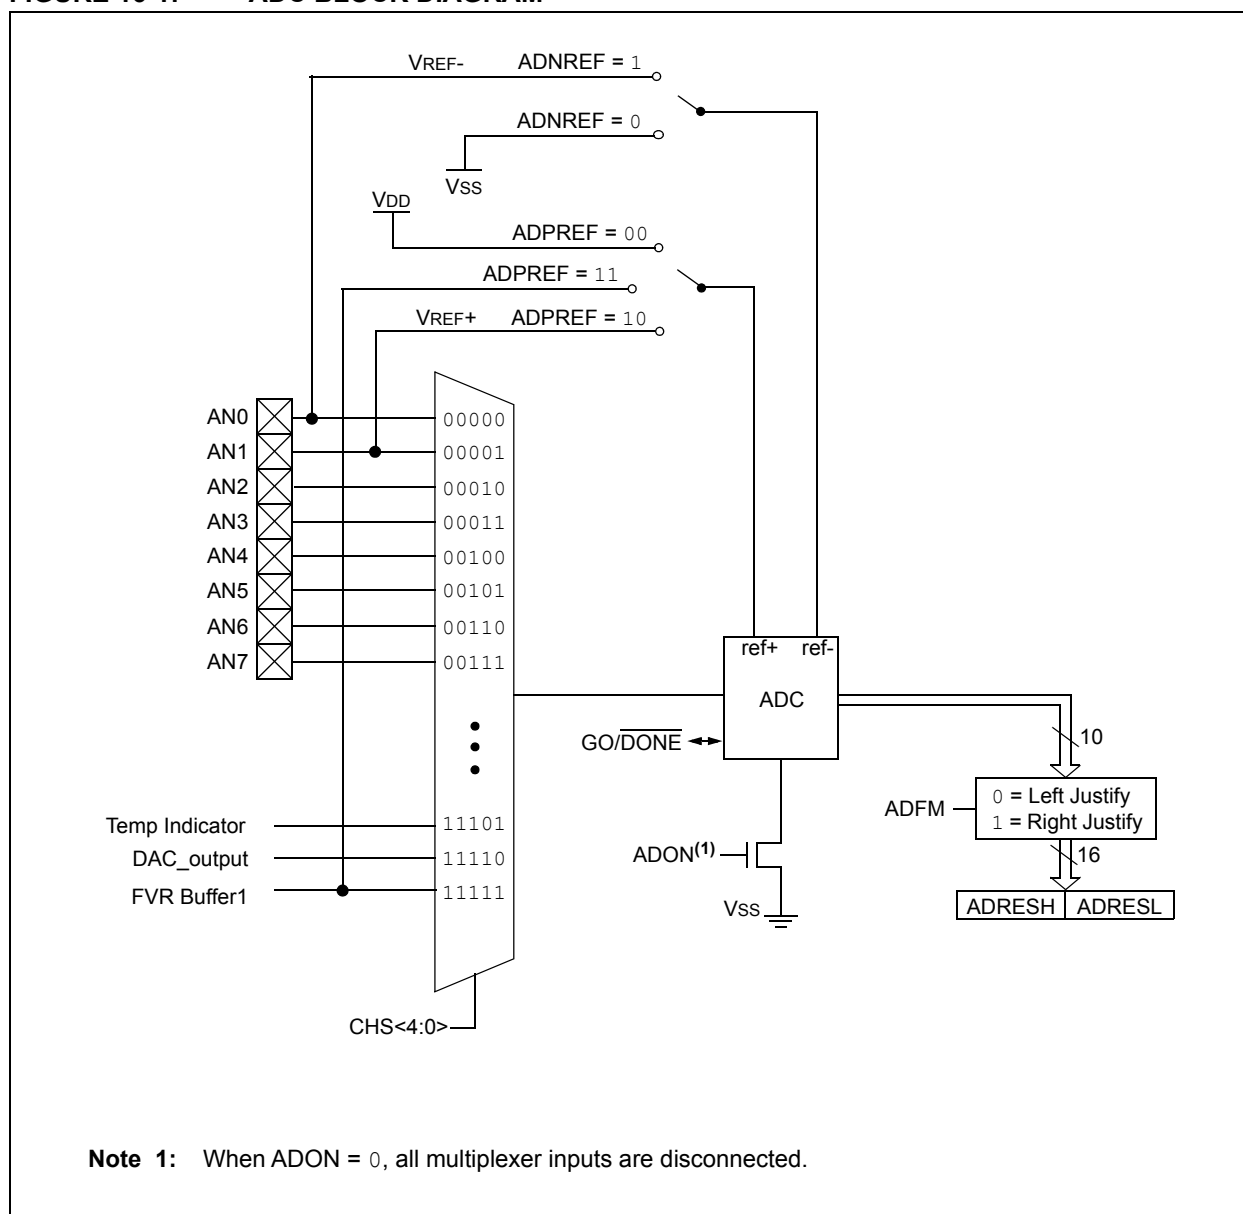 VREF- ADNREF = 1
ADNREF = 0
VSS
VDD
ADPREF = 00
ADPREF = 11
VREF+ ADPREF = 10
AN0 00000
AN1 00001
AN2 00010
AN3 00011
AN4 00100
AN5 00101
AN6 00110
AN7 00111
ref+ ref-
ADC
GO/DONE
10
ADFM
0 = Left Justify
1 = Right Justify
16
ADRESH ADRESL
ADON(1)
VSS
Temp Indicator 11101
DAC_output 11110
FVR Buffer1 11111
CHS<4:0>
Note 1: When ADON = 0, all multiplexer inputs are disconnected.